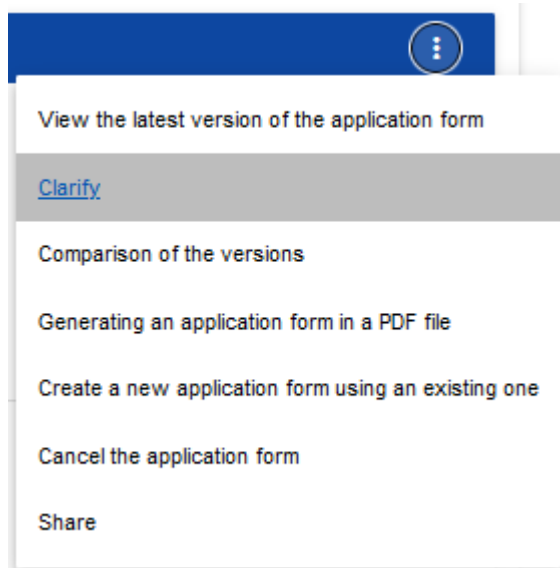 View the latest version of the application form
Clarify
Comparison of the versions
Generating an application form in a PDF file
Create a new application form using an existing one
Cancel the application form
Share